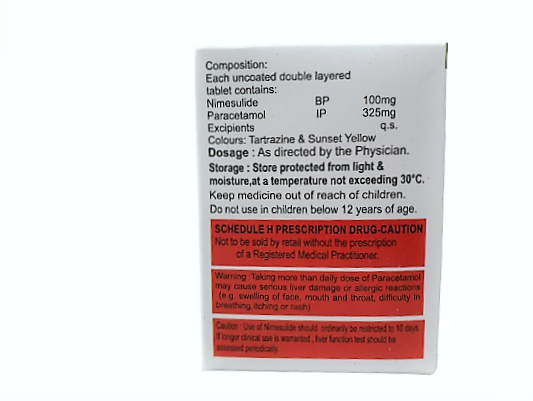 Composition:
Each uncoated double layered
tablet contains:
Nimesulide BP 100mg
Paracetamol IP 325mg
Excipients q.s.
Colours: Tartrazine & Sunset Yellow
Dosage : As directed by the Physician.
Storage : Store protected from light &
moisture,at a temperature not exceeding 30°C.
Keep medicine out of reach of children.
Do not use in children below 12 years of age.
SCHEDULE H PRESCRIPTION DRUG-CAUTION
Not to be sold by retail without the prescription
of a Registered Medical Practitioner.
Warning :Taking more than daily dose of Paracetamol
may cause serious liver damage or allergic reactions
(e.g. swelling of face, mouth and throat, difficulty in
breathing, itching or rash)
Caution : Use of Nimesulide should ordinarily be restricted to 10 days.
If longer clinical use is warranted , liver function test should be
assessed periodically.